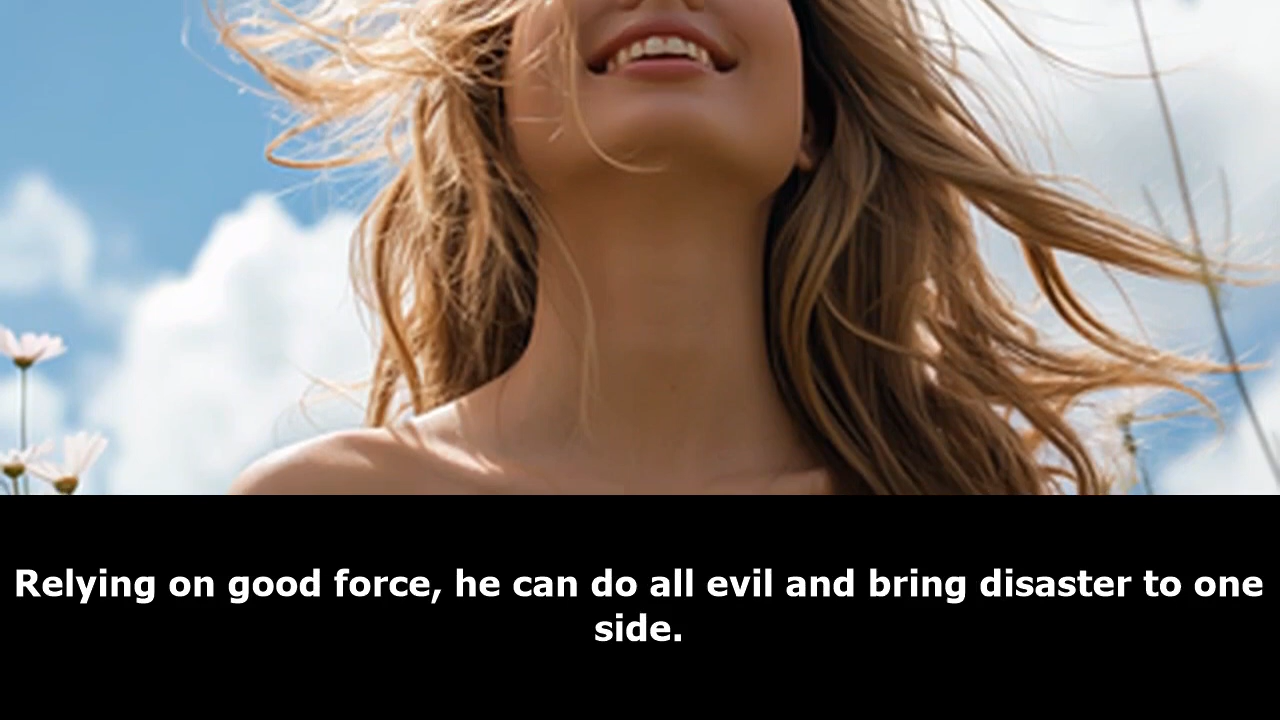 Relying on good force, he can do all evil and bring disaster to one
side.